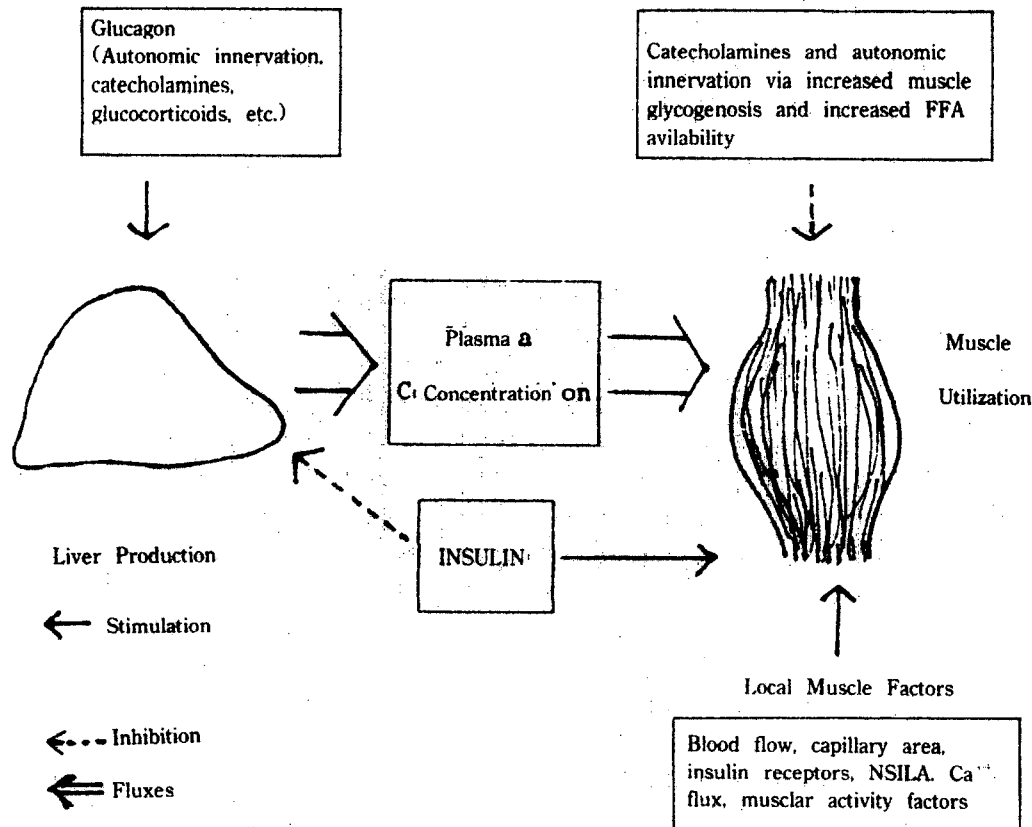 Glucagon
(Autonomic innervation,
catecholamines,
glucocorticoids, etc.)
Catecholamines and autonomic
innervation via increased muscle
glycogenosis and increased FFA
avilability
Plasma a
C Concentration on
Muscle
Utilization
INSULIN
Liver Production
Stimulation
Inhibition
Fluxes
Local Muscle Factors
Blood flow, capillary area,
insulin receptors, NSILA. Ca
flux, musclar activity factors